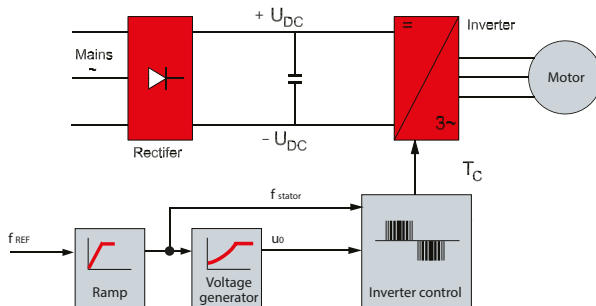 + U DC
Inverter
=
Mains
~
Motor
3~
Rectifer
– U DC
T C
f stator
f REF
u0
Ramp
Voltage
generator
Inverter control